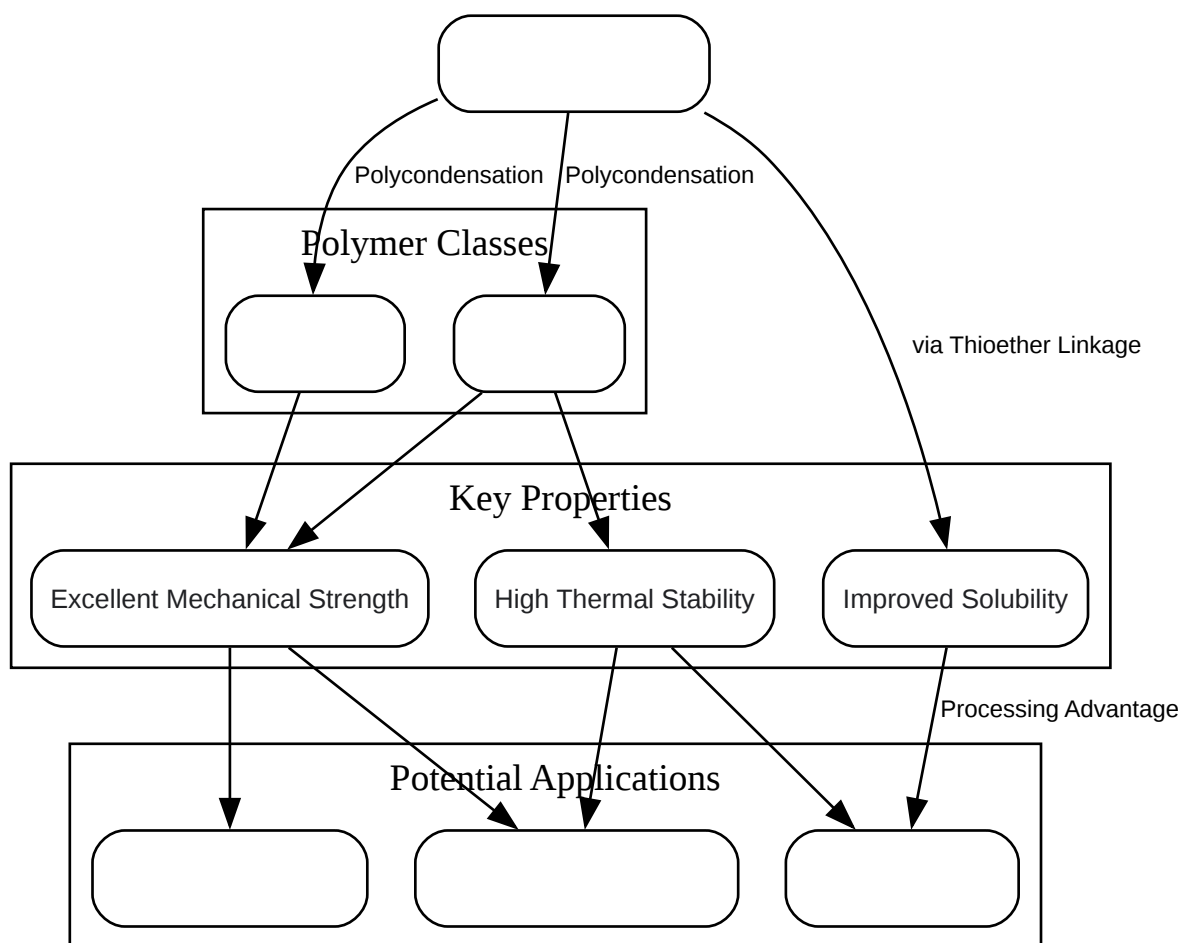 Polycondensation
Polycondensation
Polymer Classes
via Thioether Linkage
Key Properties
Excellent Mechanical Strength
High Thermal Stability
Improved Solubility
Processing Advantage
Potential Applications